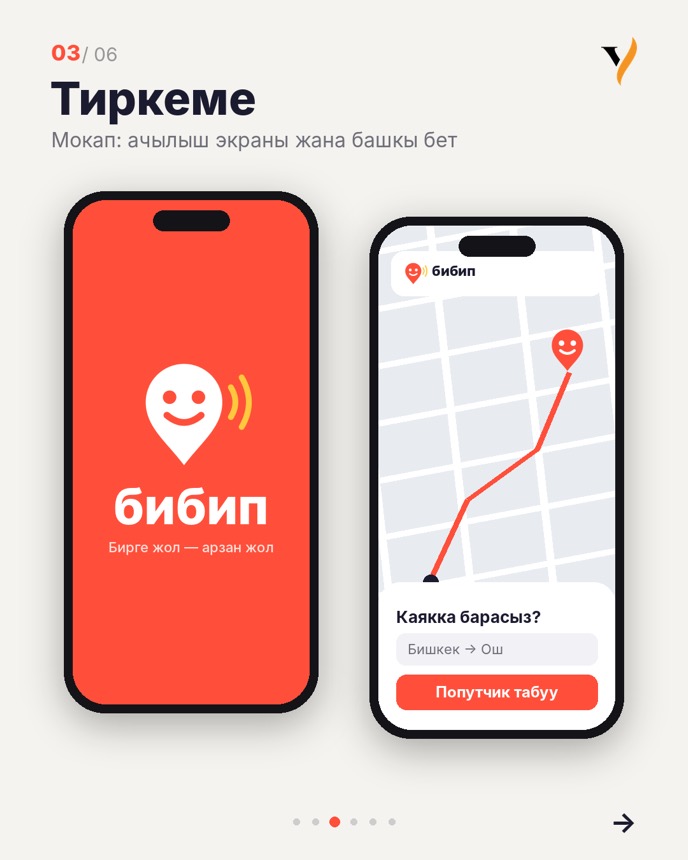 03 / 06
Тиркеме
Мокап: ачылыш экраны жана башкы бет
бибип
Бирге жол — арзан жол
бибип
Каякка барасыз?
Бишкек → Ош
Попутчик табуу